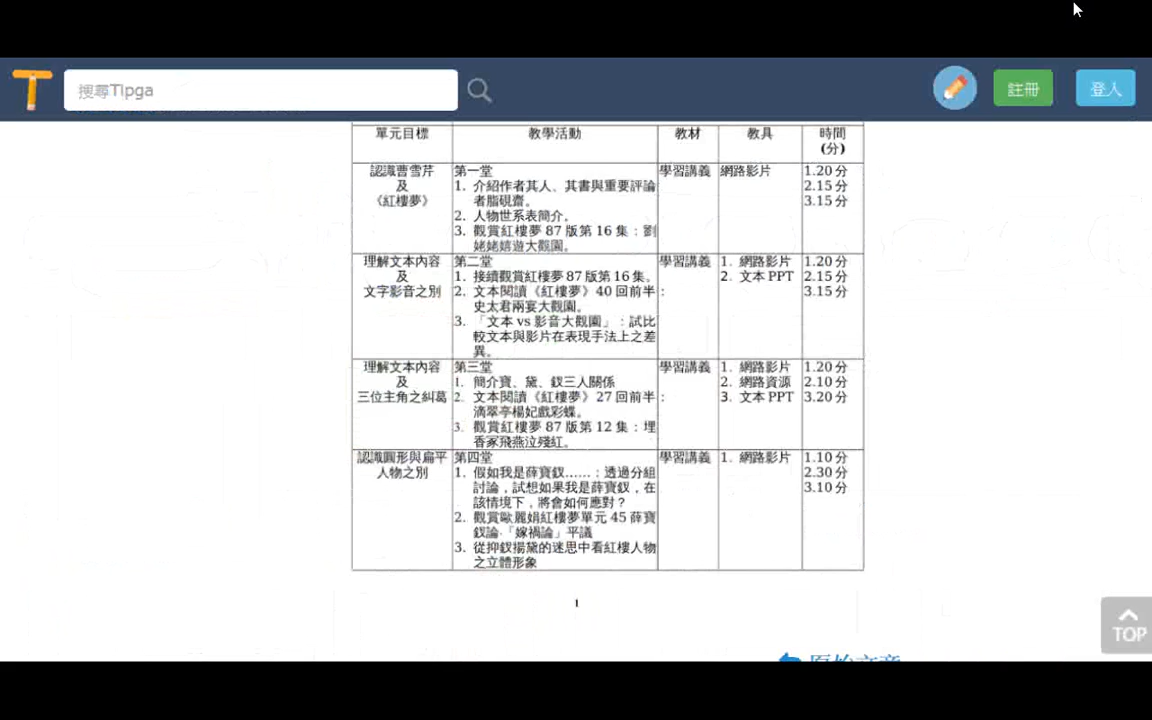 T
搜尋Tlpga
註冊
登入
單元目標
教學活動
教材
教具
時間
(分)
認識曹雪芹
及
《紅樓夢》
第一堂
1. 介紹作者其人、其書與重要評論
者脂硯齋。
2. 人物世系表簡介。
3. 觀賞紅樓夢 87 版第 16 集：劉
姥姥嬉遊大觀園。
學習講義
網路影片
1.20 分
2.15 分
3.15 分
理解文本內容
及
文字影音之別
第二堂
1. 接續觀賞紅樓夢 87 版第 16 集。
2. 文本閱讀《紅樓夢》40 回前半：
史太君兩宴大觀園。
3. 「文本 vs 影音大觀園」：試比
較文本與影片在表現手法上之差
異。
學習講義
1. 網路影片
2. 文本 PPT
1.20 分
2.15 分
3.15 分
理解文本內容
及
三位主角之糾葛
第三堂
1. 簡介寶、黛、釵三人關係
2. 文本閱讀《紅樓夢》27 回前半：
滴翠亭楊妃戲彩蝶。
3. 觀賞紅樓夢 87 版第 12 集：埋
香冢飛燕泣殘紅。
學習講義
1. 網路影片
2. 網路資源
3. 文本 PPT
1.20 分
2.10 分
3.20 分
認識圓形與扁平
人物之別
第四堂
1. 假如我是薛寶釵……：透過分組
討論，試想如果我是薛寶釵，在
該情境下，將會如何應對？
2. 觀賞歐麗娟紅樓夢單元 45 薛寶
釵論-「嫁禍論」平議
3. 從抑釵揚黛的迷思中看紅樓人物
之立體形象
學習講義
1. 網路影片
1.10 分
2.30 分
3.10 分
1
TOP
原始文章